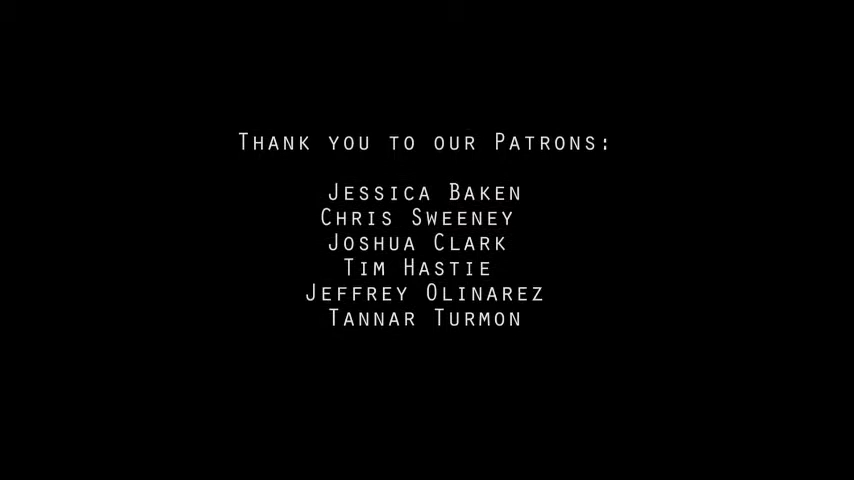 Thank you to our Patrons:
Jessica Baken
Chris Sweeney
Joshua Clark
Tim Hastie
Jeffrey Olinarez
Tannar Turmon